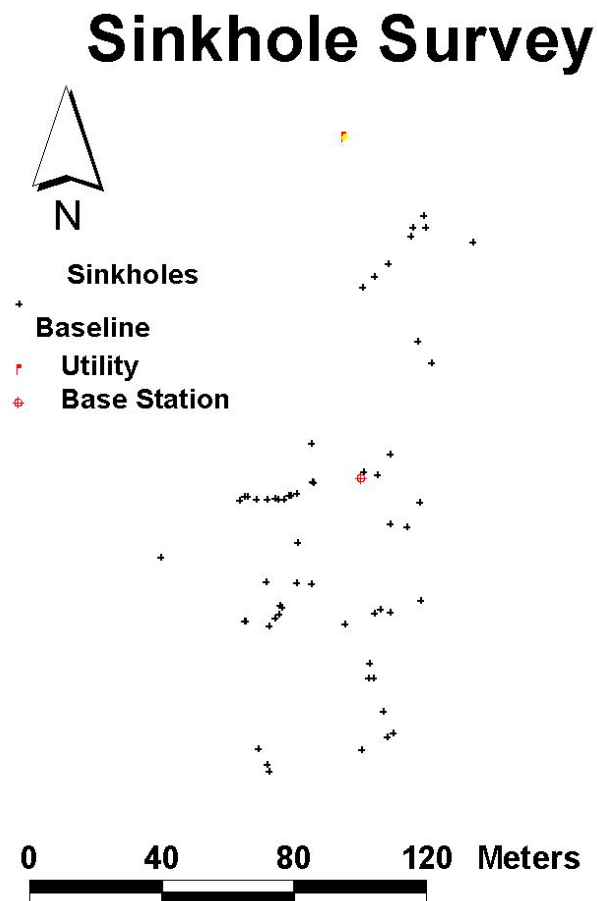 Sinkhole Survey
N
Sinkholes
Baseline
Utility
Base Station
0 40 80 120 Meters